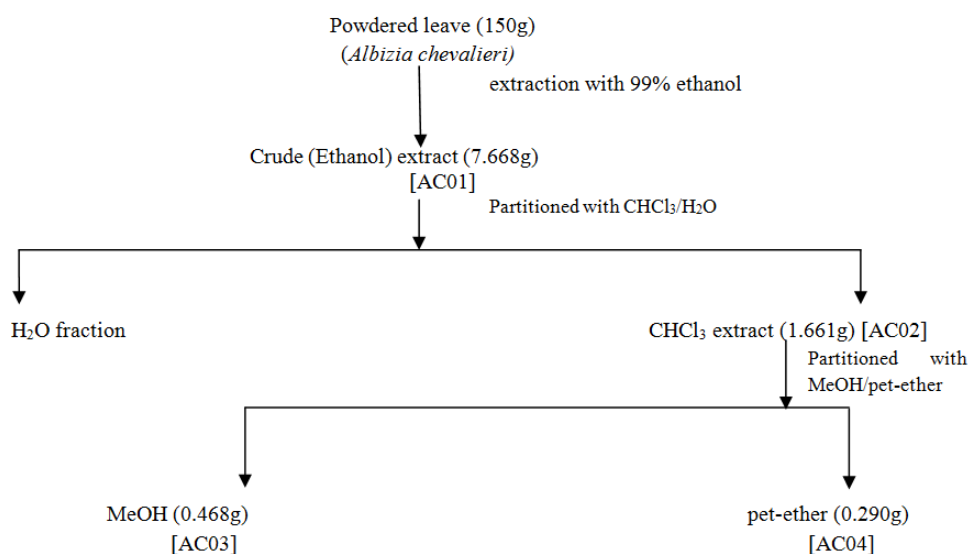 Powdered leave (150g)
(Albizia chevalieri)
extraction with 99% ethanol
Crude (Ethanol) extract (7.668g)
[AC01]
Partitioned with CHCl₃/H₂O
H₂O fraction
CHCl₃ extract (1.661g) [AC02]
Partitioned with
MeOH/pet-ether
MeOH (0.468g)
[AC03]
pet-ether (0.290g)
[AC04]